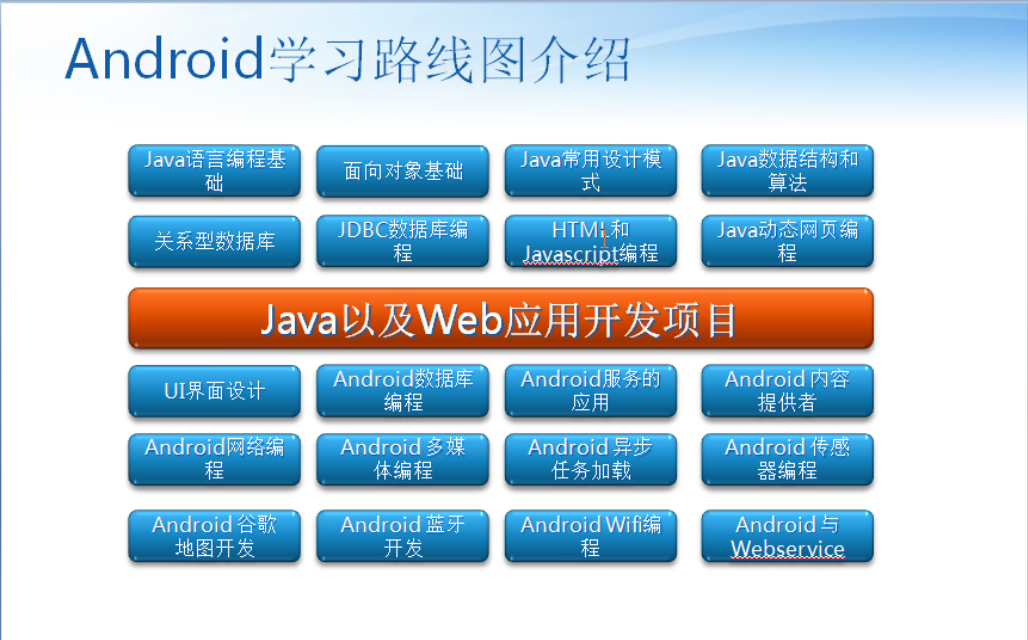 Android学习路线图介绍
Java语言编程基
础
面向对象基础
Java常用设计模
式
Java数据结构和
算法
关系型数据库
JDBC数据库编
程
HTML和
Javascript编程
Java动态网页编
程
Java以及Web应用开发项目
UI界面设计
Android数据库
编程
Android服务的
应用
Android 内容
提供者
Android网络编
程
Android 多媒
体编程
Android 异步
任务加载
Android 传感
器编程
Android 谷歌
地图开发
Android 蓝牙
开发
Android Wifi编
程
Android 与
Webservice